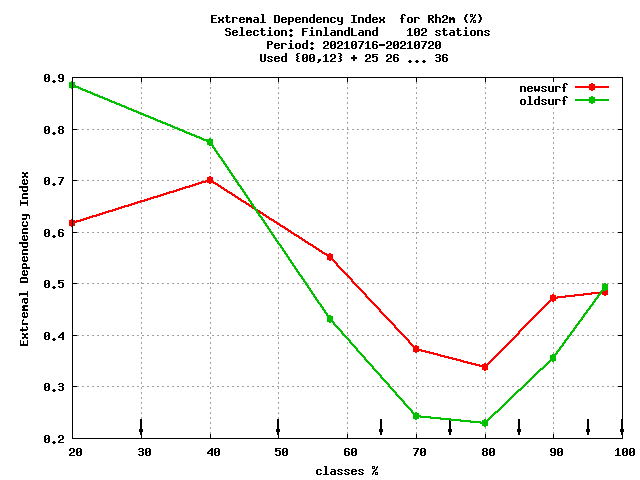 Extremal Dependency Index  for Rh2m (%)
Selection: FinlandLand    102 stations
Period: 20210716-20210720
Used {00,12} + 25 26 ... 36
newsurf
oldsurf
Extremal Dependency Index
0.9
0.8
0.7
0.6
0.5
0.4
0.3
0.2
20 30 40 50 60 70 80 90 100
classes %